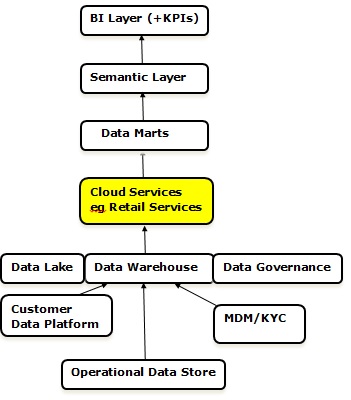 BI Layer (+KPIs)
Semantic Layer
Data Marts
Cloud Services
eg Retail Services
Data Lake
Data Warehouse
Data Governance
Customer
Data Platform
MDM/KYC
Operational Data Store